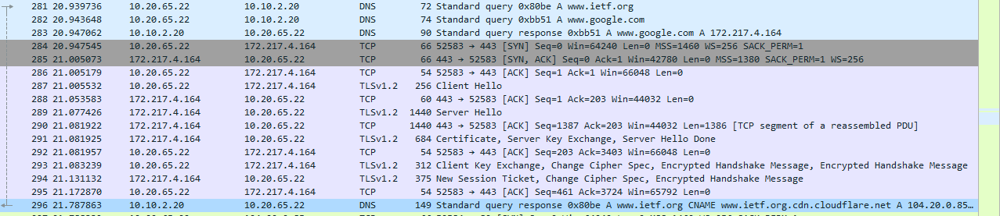 281 20.939736 10.20.65.22 10.10.2.20 DNS 72 Standard query 0x80be A www.ietf.org
282 20.943648 10.20.65.22 10.10.2.20 DNS 74 Standard query 0xbb51 A www.google.com
283 20.947062 10.10.2.20 10.20.65.22 DNS 90 Standard query response 0xbb51 A www.google.com A 172.217.4.164
284 20.947545 10.20.65.22 172.217.4.164 TCP 66 52583 → 443 [SYN] Seq=0 Win=64240 Len=0 MSS=1460 WS=256 SACK_PERM=1
285 21.005073 172.217.4.164 10.20.65.22 TCP 66 443 → 52583 [SYN, ACK] Seq=0 Ack=1 Win=42780 Len=0 MSS=1380 SACK_PERM=1 WS=256
286 21.005179 10.20.65.22 172.217.4.164 TCP 54 52583 → 443 [ACK] Seq=1 Ack=1 Win=66048 Len=0
287 21.005532 10.20.65.22 172.217.4.164 TLSv1.2 256 Client Hello
288 21.053583 172.217.4.164 10.20.65.22 TCP 60 443 → 52583 [ACK] Seq=1 Ack=203 Win=44032 Len=0
289 21.077426 172.217.4.164 10.20.65.22 TLSv1.2 1440 Server Hello
290 21.081922 172.217.4.164 10.20.65.22 TCP 1440 443 → 52583 [ACK] Seq=1387 Ack=203 Win=44032 Len=1386 [TCP segment of a reassembled PDU]
291 21.081925 172.217.4.164 10.20.65.22 TLSv1.2 684 Certificate, Server Key Exchange, Server Hello Done
292 21.081957 10.20.65.22 172.217.4.164 TCP 54 52583 → 443 [ACK] Seq=203 Ack=3403 Win=66048 Len=0
293 21.083239 10.20.65.22 172.217.4.164 TLSv1.2 312 Client Key Exchange, Change Cipher Spec, Encrypted Handshake Message, Encrypted Handshake Message
294 21.131132 172.217.4.164 10.20.65.22 TLSv1.2 375 New Session Ticket, Change Cipher Spec, Encrypted Handshake Message
295 21.172870 10.20.65.22 172.217.4.164 TCP 54 52583 → 443 [ACK] Seq=461 Ack=3724 Win=65792 Len=0
296 21.787863 10.10.2.20 10.20.65.22 DNS 149 Standard query response 0x80be A www.ietf.org CNAME www.ietf.org.cdn.cloudflare.net A 104.20.0.85…